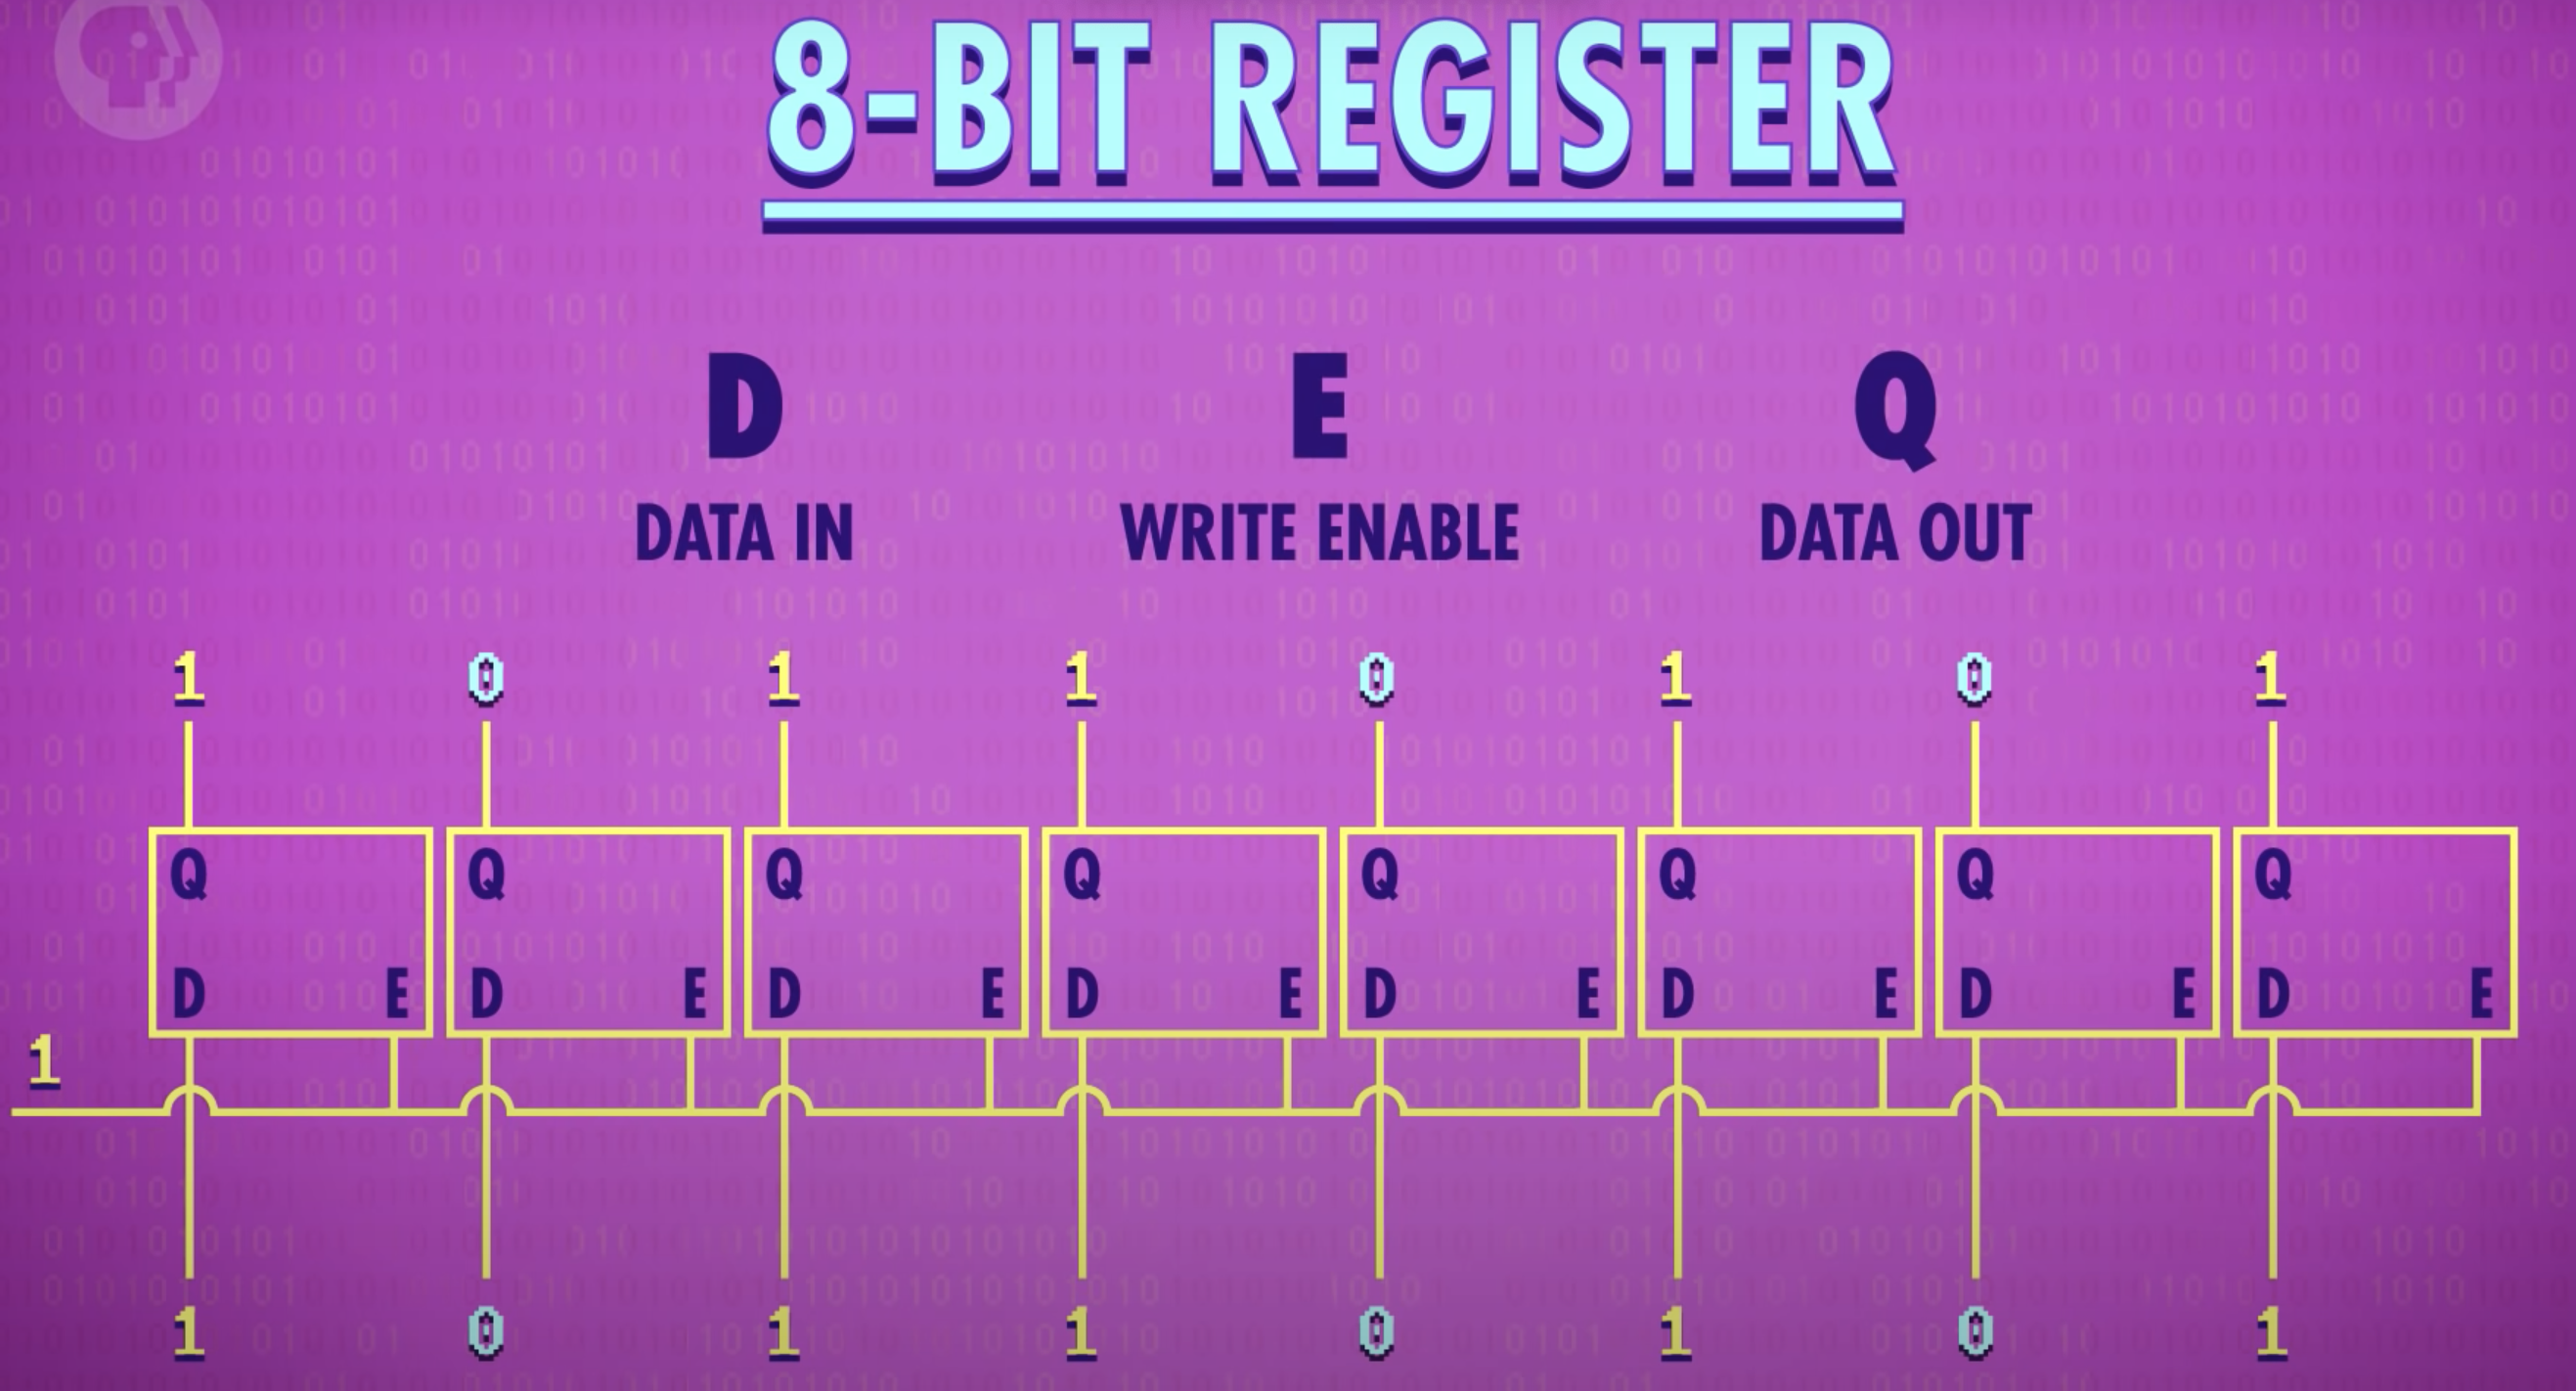 8-BIT REGISTER
D E Q
DATA IN WRITE ENABLE DATA OUT
1 0 1 1 0 1 0 1
Q Q Q Q Q Q Q Q
D E D E D E D E D E D E D E D E
1
1 0 1 1 0 1 0 1